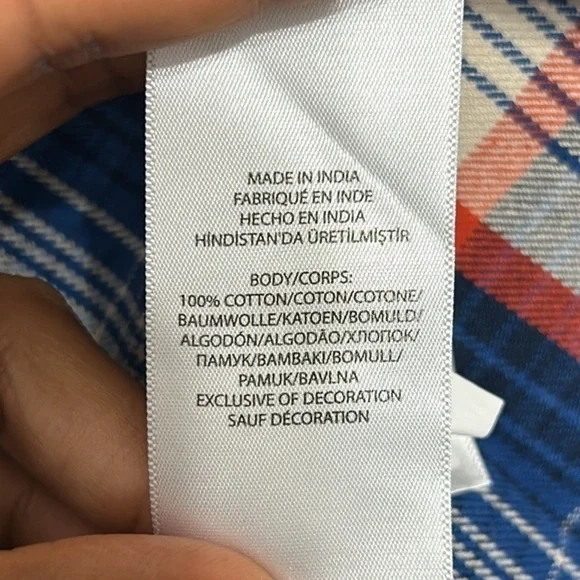 MADE IN INDIA
FABRIQUÉ EN INDE
HECHO EN INDIA
HİNDİSTAN'DA ÜRETİLMİŞTİR
BODY/CORPS:
100% COTTON/COTON/COTONE/
BAUMWOLLE/KATOEN/BOMULD/
ALGODÓN/ALGODÃO/ХЛОПОК/
ПАМУК/BAMBAKI/BOMULL/
PAMUK/BAVLNA
EXCLUSIVE OF DECORATION
SAUF DÉCORATION